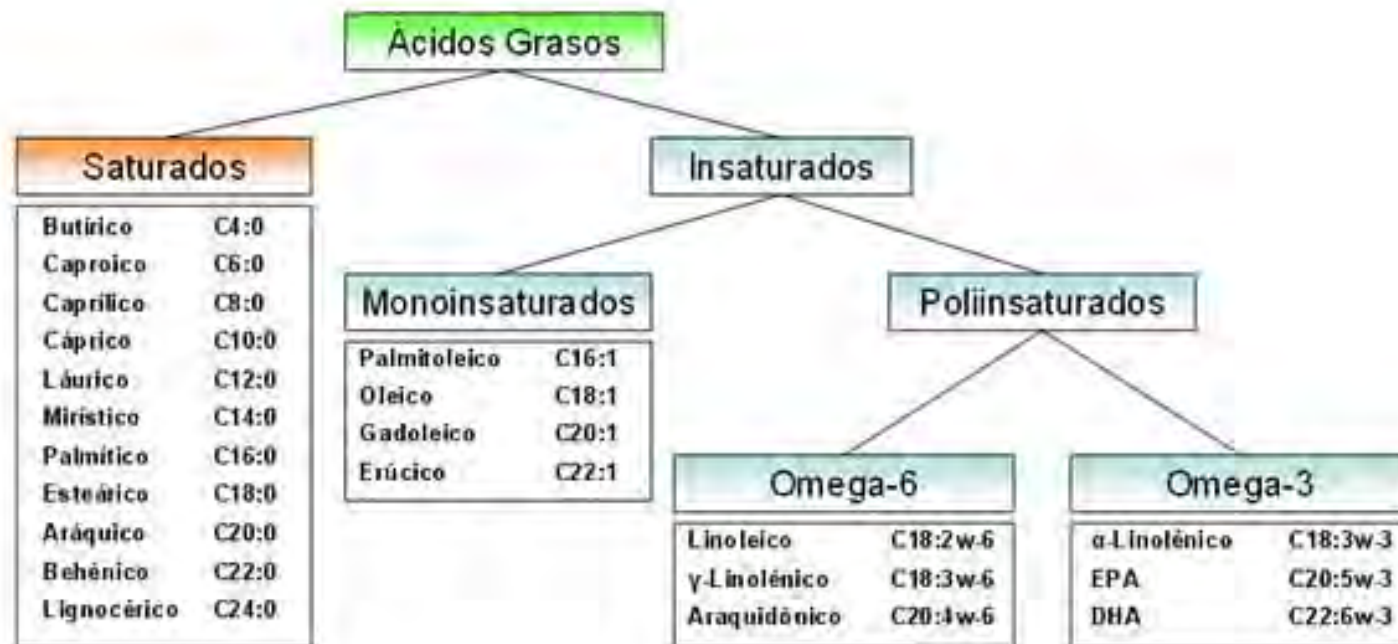 Ácidos Grasos
Saturados
Butírico C4:0
Caproico C6:0
Caprílico C8:0
Cáprico C10:0
Láurico C12:0
Mirístico C14:0
Palmítico C16:0
Esteárico C18:0
Aráquico C20:0
Behénico C22:0
Lignocérico C24:0
Insaturados
Monoinsaturados
Palmitoleico C16:1
Oleico C18:1
Gadoleico C20:1
Erúcico C22:1
Poliinsaturados
Omega-6
Linoleico C18:2w-6
γ-Linolénico C18:3w-6
Araquidónico C20:4w-6
Omega-3
α-Linolénico C18:3w-3
EPA C20:5w-3
DHA C22:6w-3